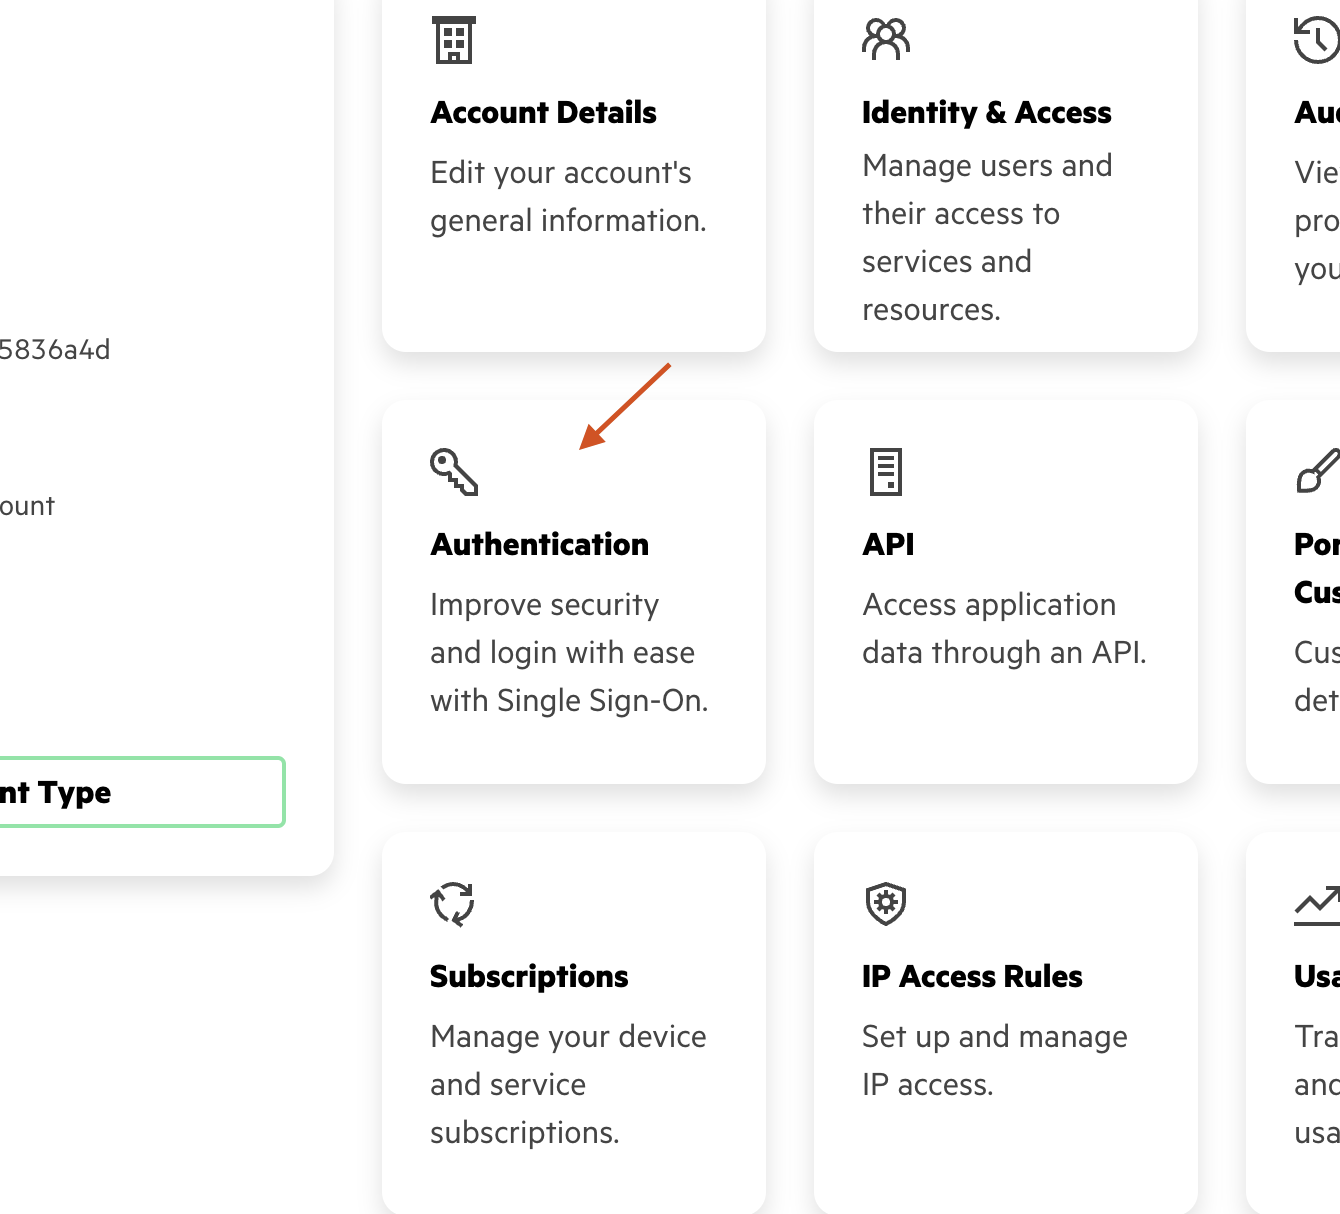 5836a4d
ount
nt Type
Account Details
Edit your account's
general information.
Identity & Access
Manage users and
their access to
services and
resources.
Au
Vie
pro
you
Authentication
Improve security
and login with ease
with Single Sign-On.
API
Access application
data through an API.
Por
Cus
Cus
det
Subscriptions
Manage your device
and service
subscriptions.
IP Access Rules
Set up and manage
IP access.
Usa
Tra
and
usa